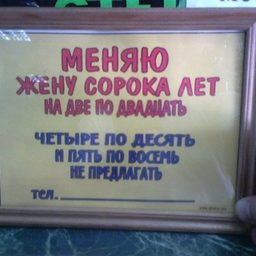 МЕНЯЮ
ЖЕНУ СОРОКА ЛЕТ
НА ДВЕ ПО ДВАДЦАТЬ
ЧЕТЫРЕ ПО ДЕСЯТЬ
И ПЯТЬ ПО ВОСЕМЬ
НЕ ПРЕДЛАГАТЬ
ТЕЛ.